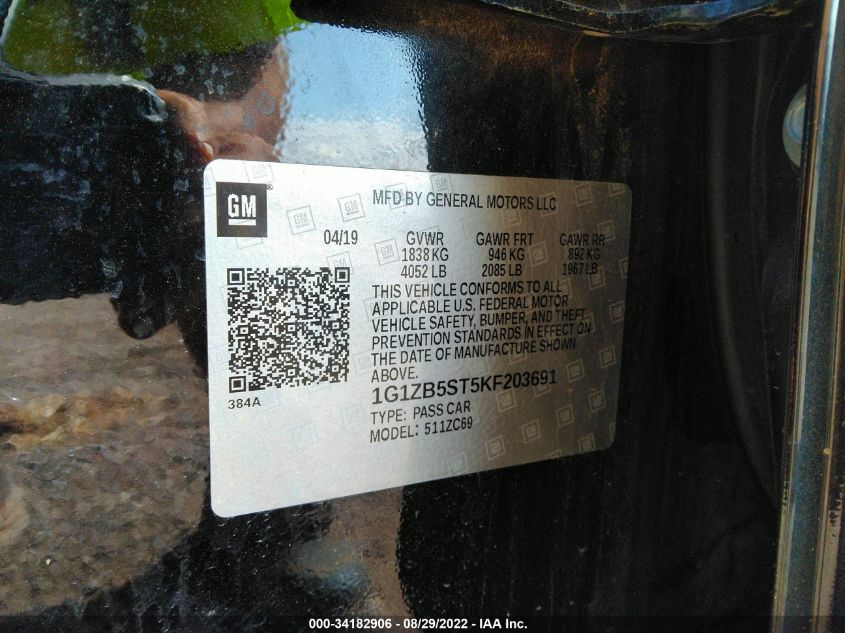 GM
MFD BY GENERAL MOTORS LLC
04/19 GVWR GAWR FRT GAWR RR
1838 KG 946 KG 892 KG
4052 LB 2085 LB 1967 LB
THIS VEHICLE CONFORMS TO ALL
APPLICABLE U.S. FEDERAL MOTOR
VEHICLE SAFETY, BUMPER, AND THEFT
PREVENTION STANDARDS IN EFFECT ON
THE DATE OF MANUFACTURE SHOWN
ABOVE.
1G1ZB5ST5KF203691
384A
TYPE: PASS CAR
MODEL: 511ZC69
000-34182906 - 08/29/2022 - IAA Inc.